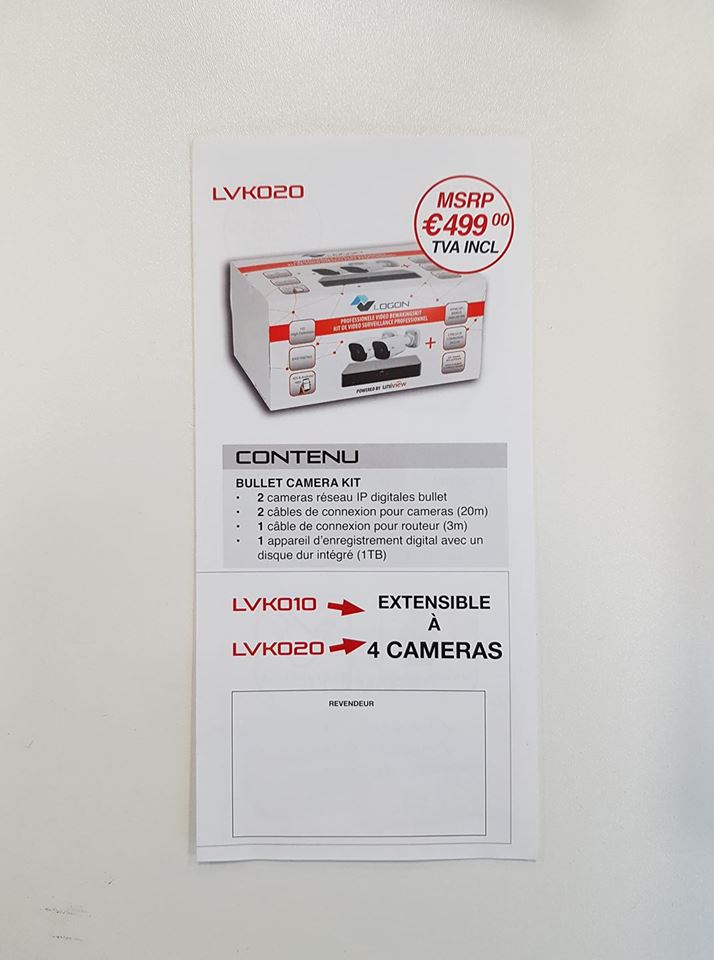 LVK020
MSRP
€499 00
TVA INCL
LOGON
PROFESSIONELE VIDEO BEWAKINGSKIT
KIT DE VIDEO SURVEILLANCE PROFESSIONNEL
+
POWERED BY uniview
CONTENU
BULLET CAMERA KIT
• 2 cameras réseau IP digitales bullet
• 2 câbles de connexion pour cameras (20m)
• 1 câble de connexion pour routeur (3m)
• 1 appareil d'enregistrement digital avec un
disque dur intégré (1TB)
LVK010
EXTENSIBLE
À
LVK020
4 CAMERAS
REVENDEUR